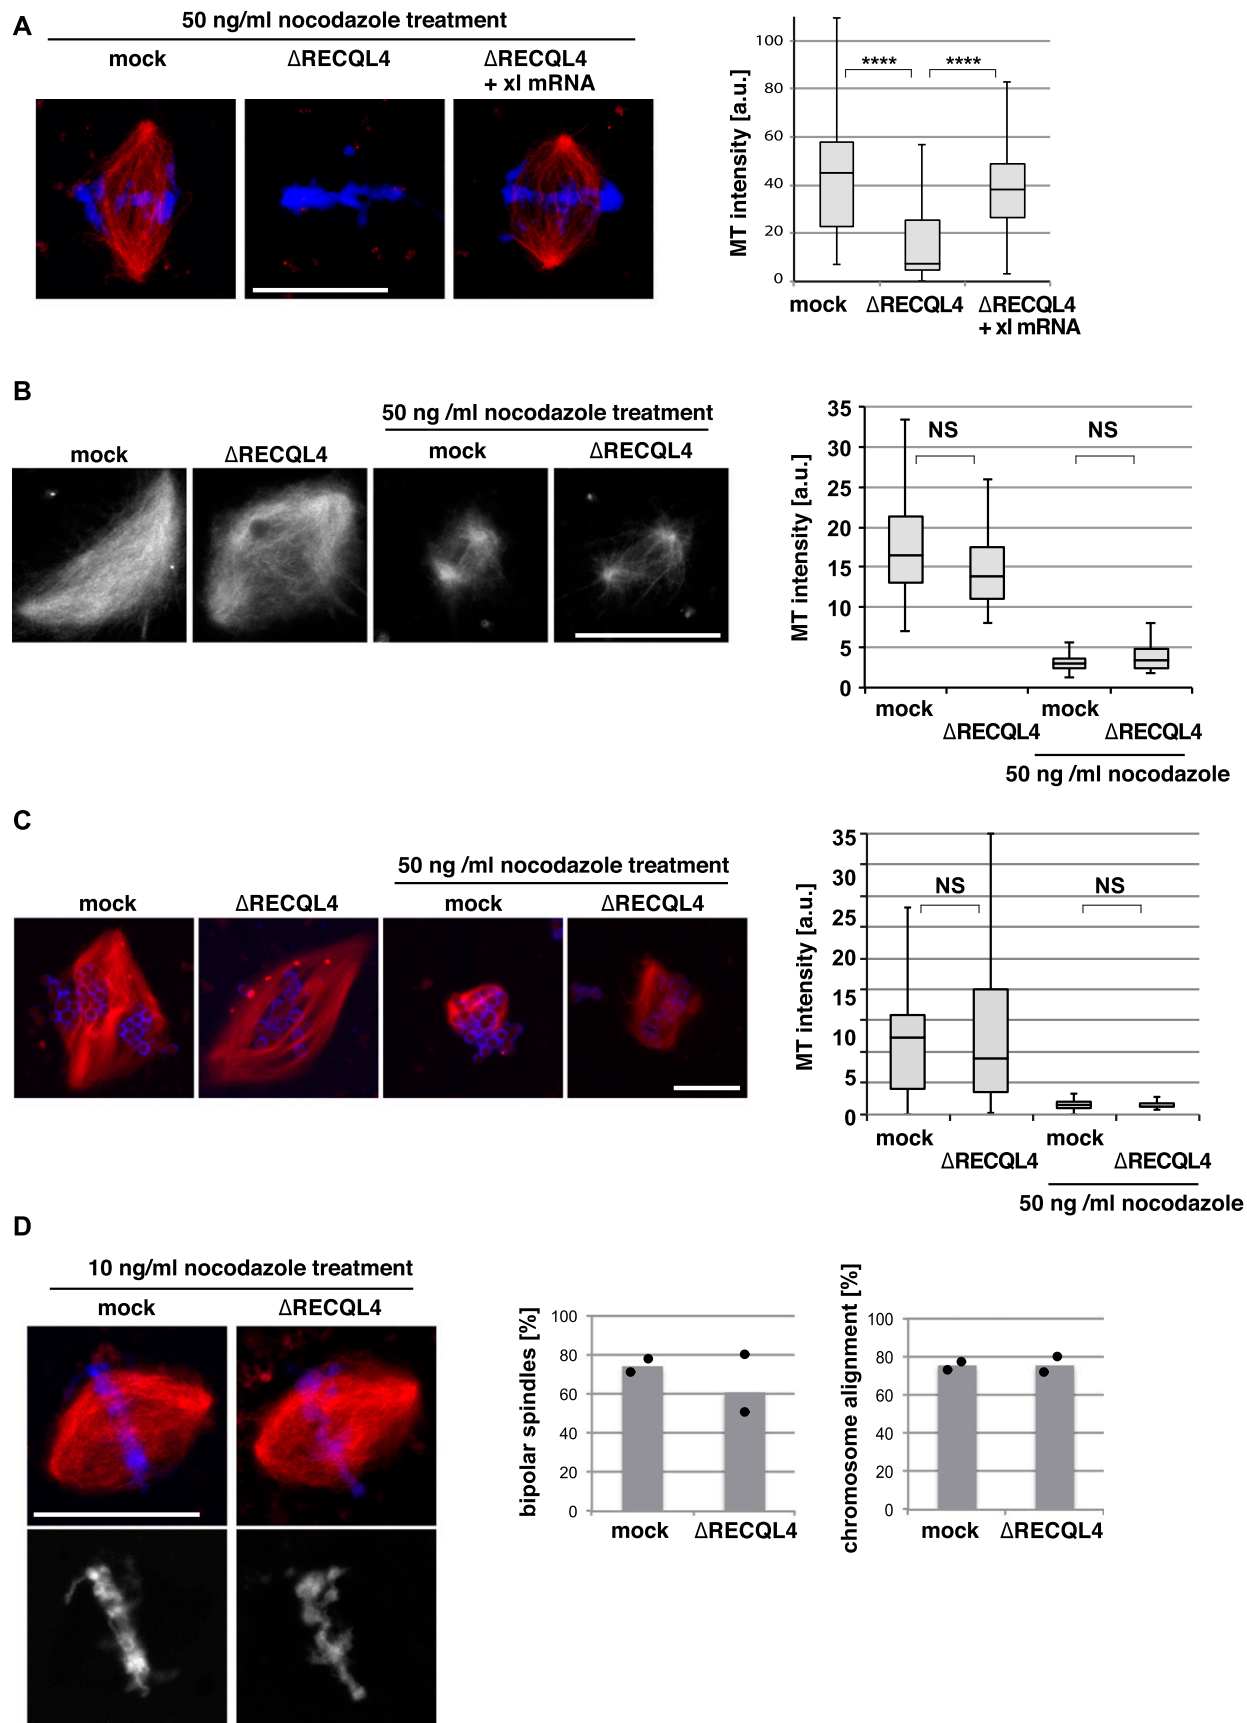 A
50 ng/ml nocodazole treatment
mock
ΔRECQL4
ΔRECQL4
+ xl mRNA
MT intensity [a.u.]
100
80
60
40
20
0
****
****
mock
ΔRECQL4
ΔRECQL4
+ xl mRNA
B
50 ng /ml nocodazole treatment
mock
ΔRECQL4
mock
ΔRECQL4
MT intensity [a.u.]
35
30
25
20
15
10
5
0
NS
NS
mock
ΔRECQL4
mock
ΔRECQL4
50 ng /ml nocodazole
C
50 ng /ml nocodazole treatment
mock
ΔRECQL4
mock
ΔRECQL4
MT intensity [a.u.]
35
30
25
20
15
10
5
0
NS
NS
mock
ΔRECQL4
mock
ΔRECQL4
50 ng /ml nocodazole
D
10 ng/ml nocodazole treatment
mock
ΔRECQL4
bipolar spindles [%]
100
80
60
40
20
0
mock
ΔRECQL4
chromosome alignment [%]
100
80
60
40
20
0
mock
ΔRECQL4